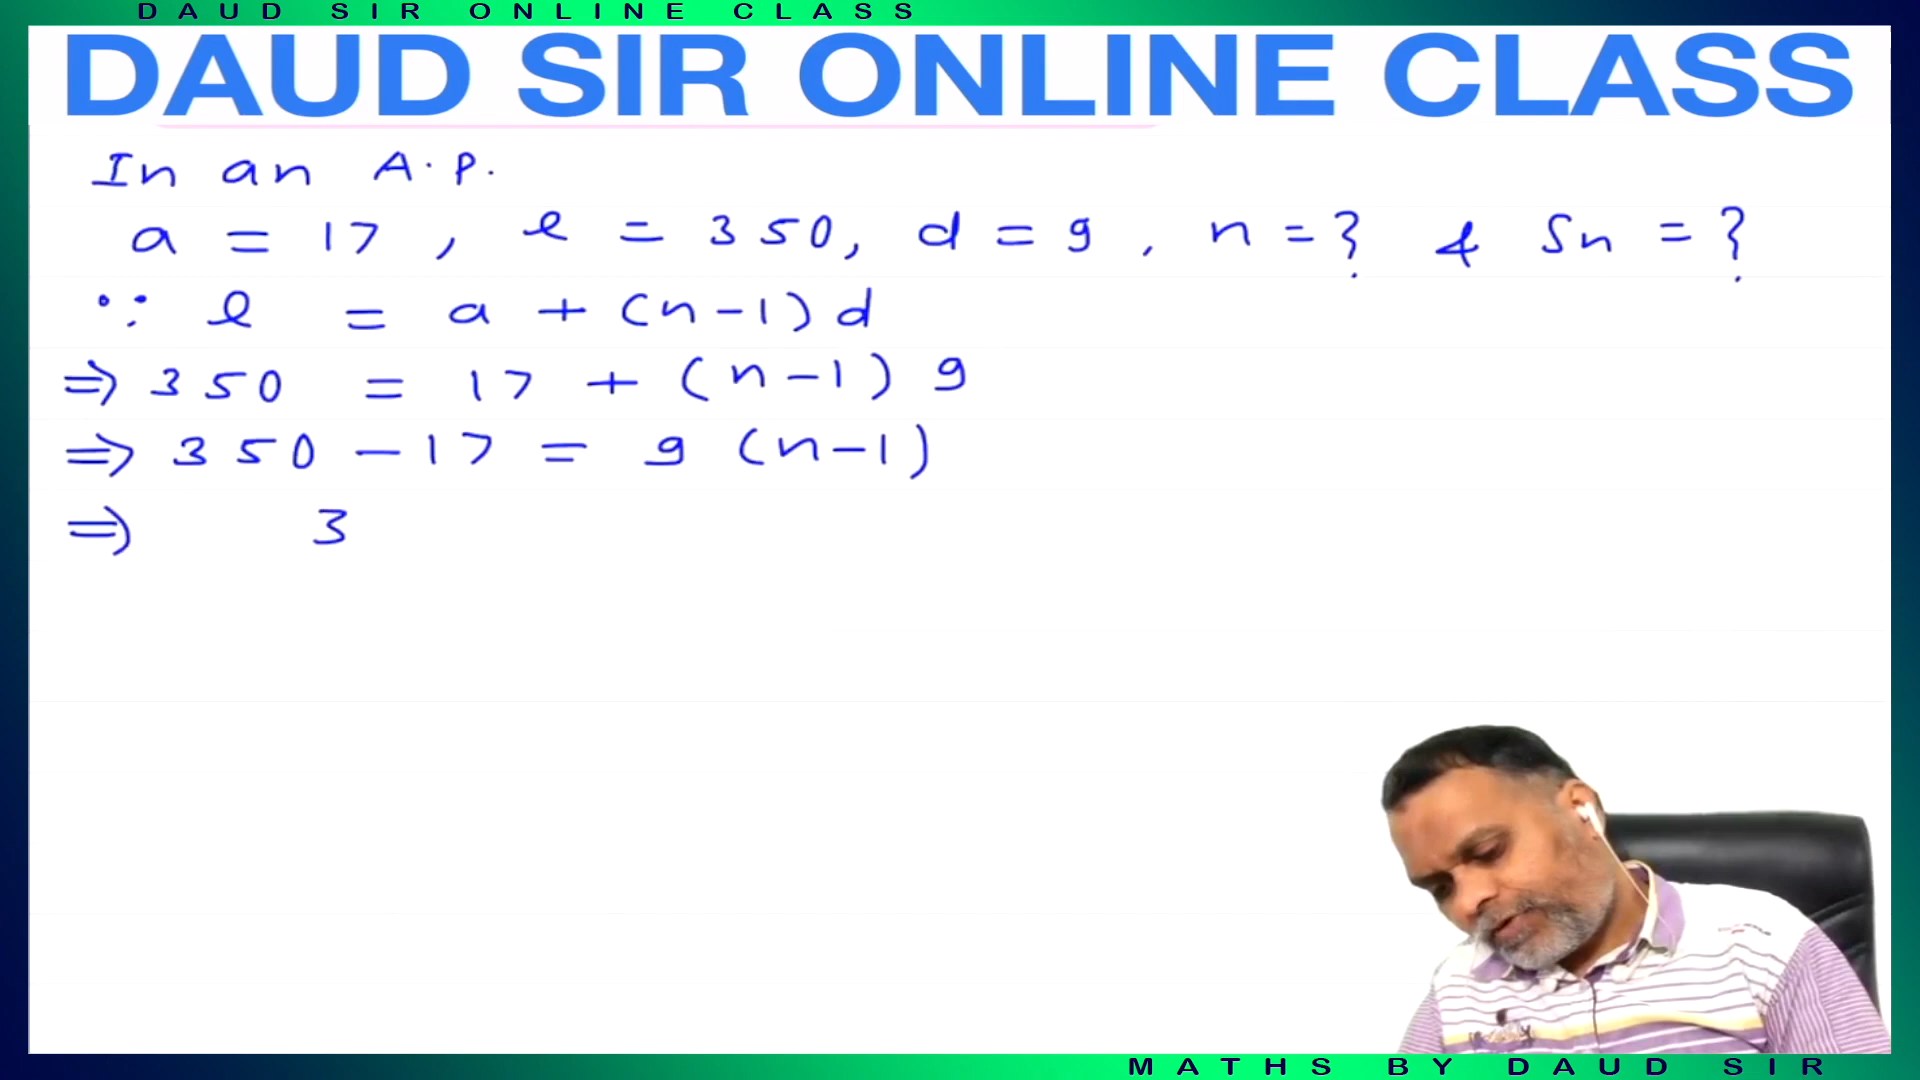 DAUD SIR ONLINE CLASS
DAUD SIR ONLINE CLASS
In an A.P.
a = 17, l = 350, d = 9, n = ? & Sn = ?
∵ l = a + (n-1)d
⇒ 350 = 17 + (n-1) 9
⇒ 350 - 17 = 9 (n-1)
⇒ 3
MATHS BY DAUD SIR